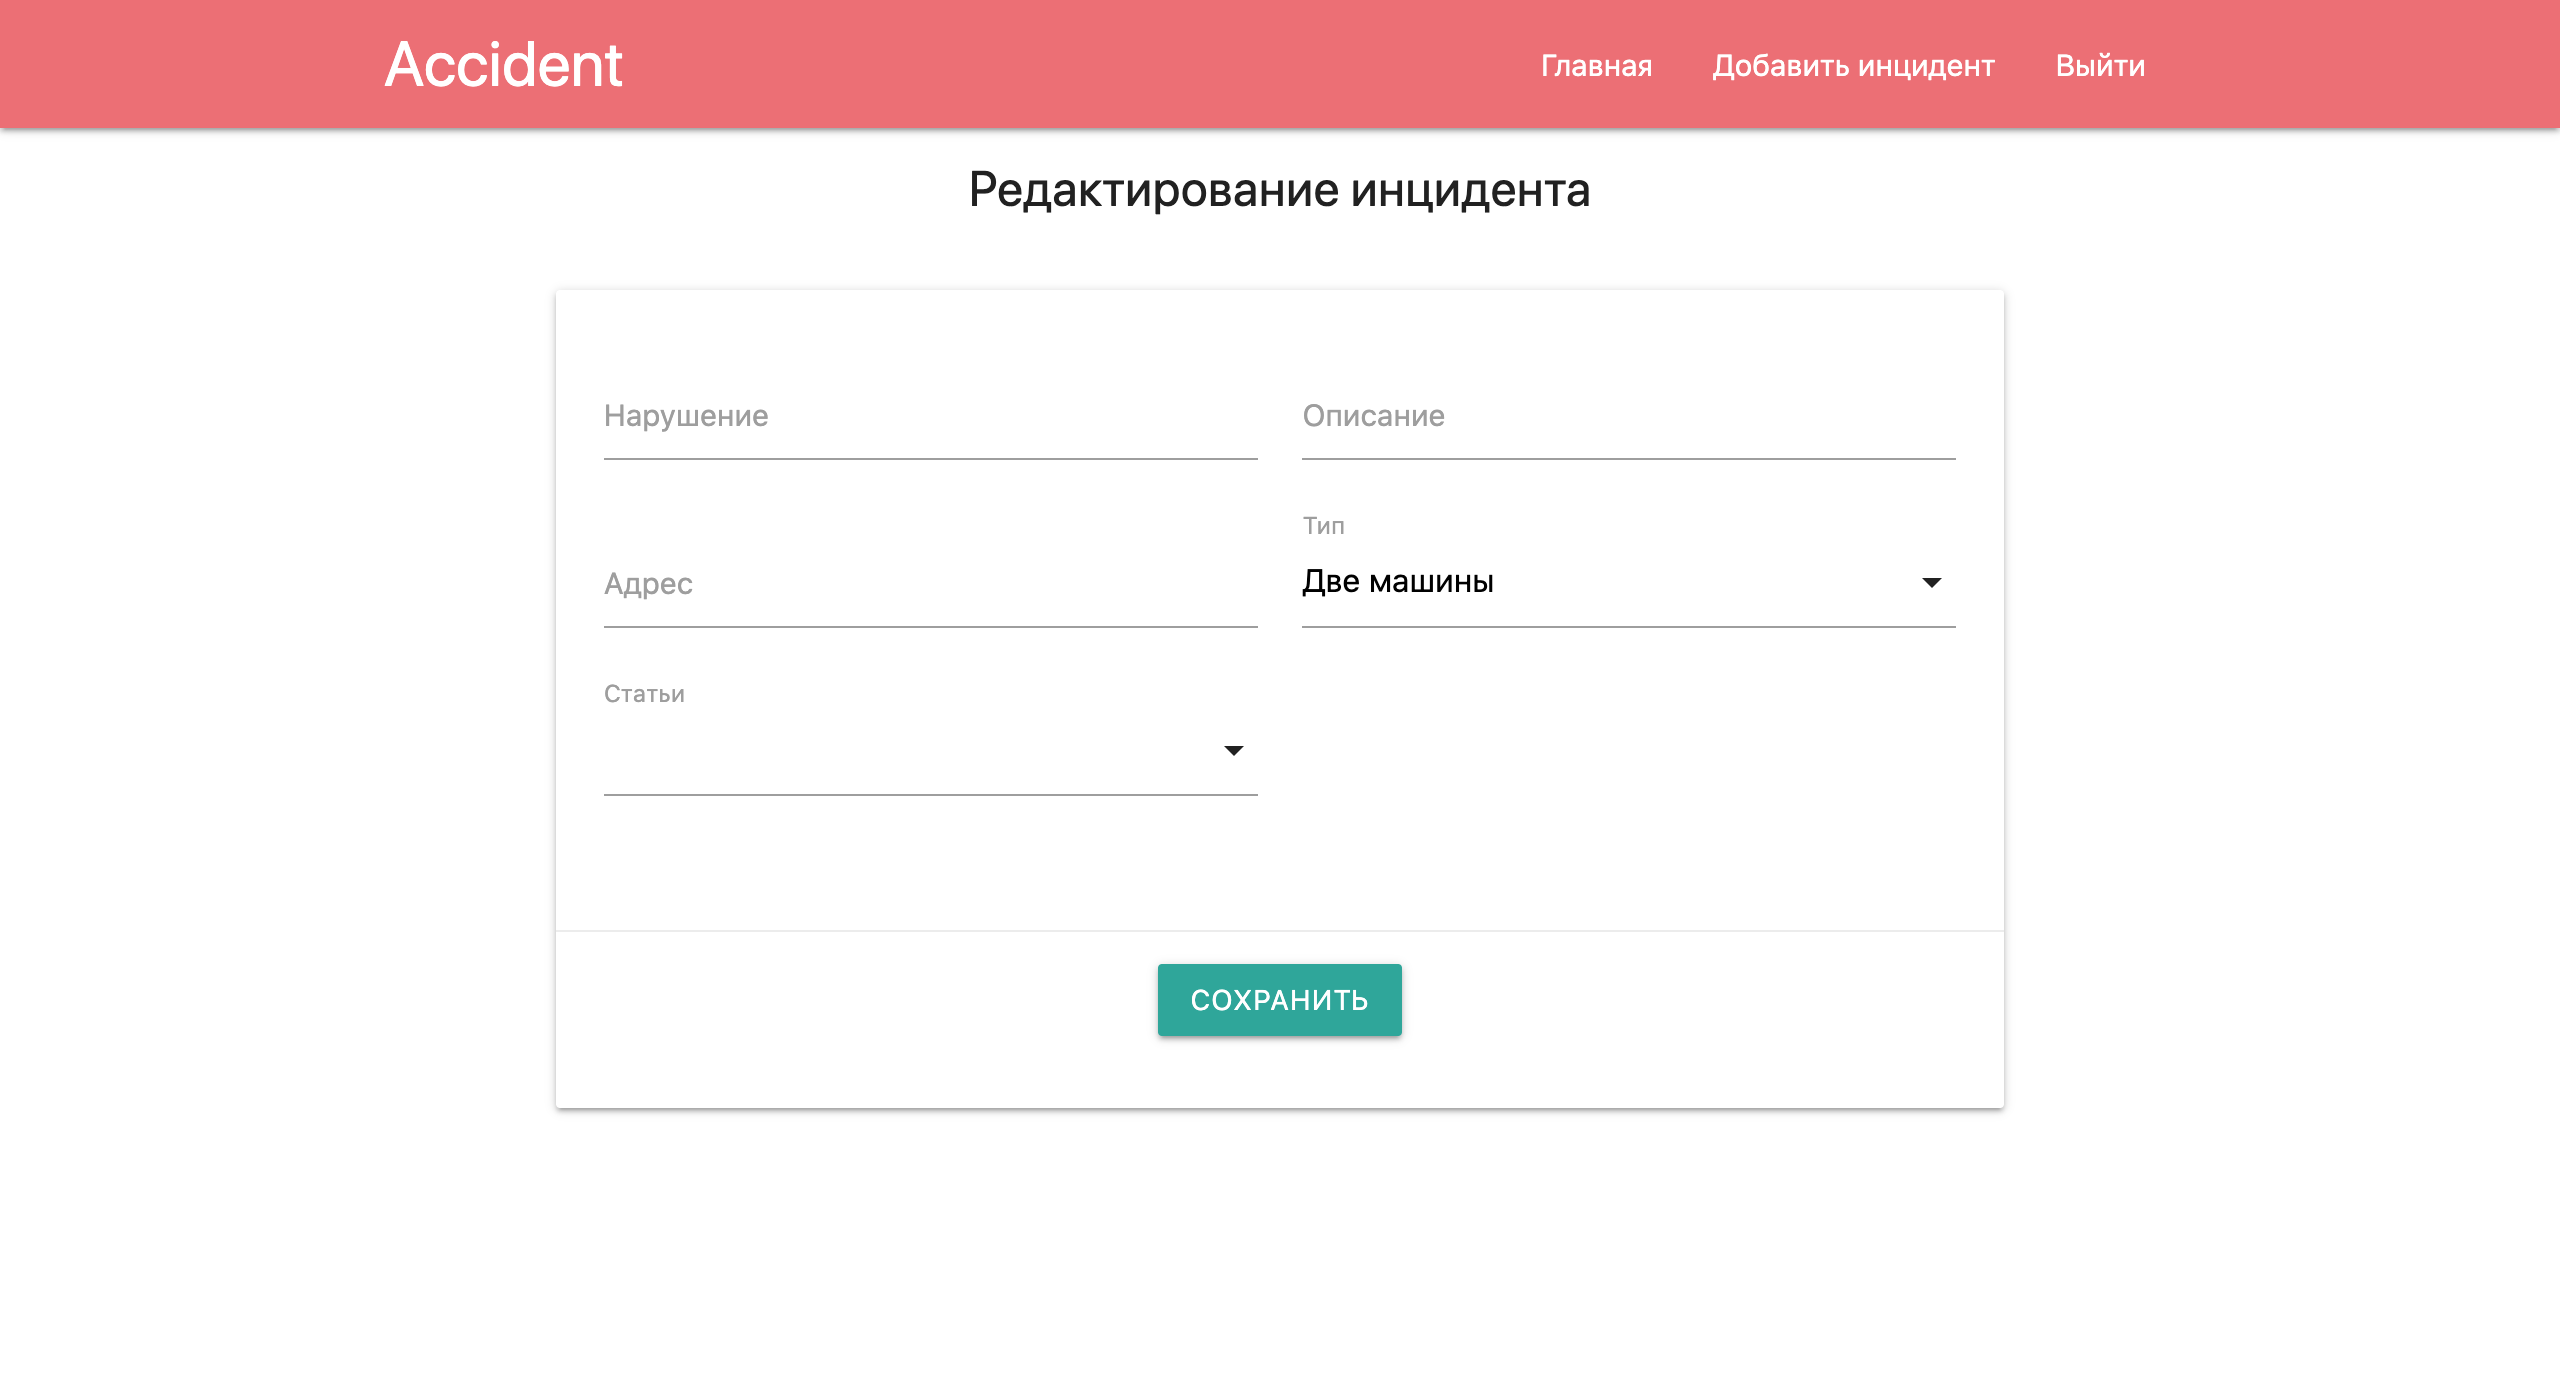 Accident
Главная
Добавить инцидент
Выйти
Редактирование инцидента
Нарушение
Описание
Адрес
Тип
Две машины
Статьи
СОХРАНИТЬ